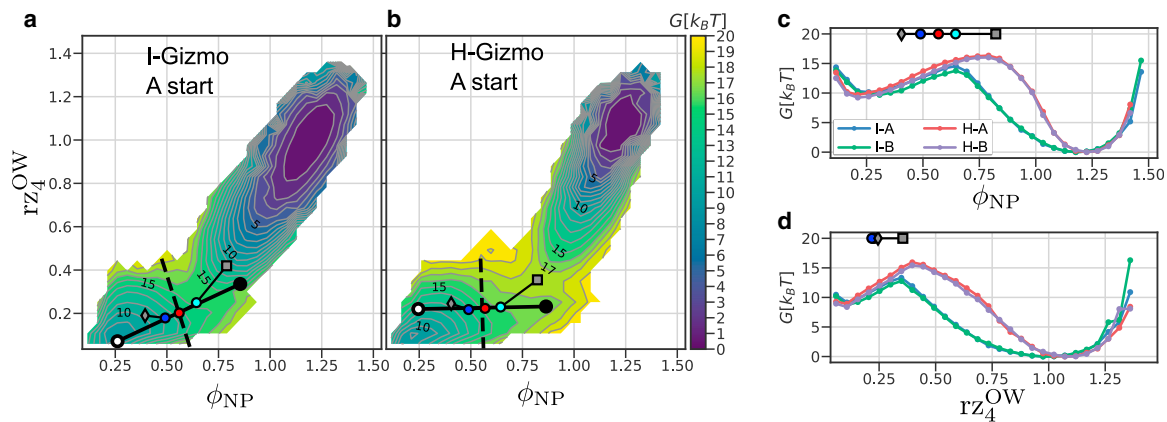 a
I-Gizmo
A start
15
10
15
10
5
rz₄^OW
1.4
1.2
1.0
0.8
0.6
0.4
0.2
0.25 0.50 0.75 1.00 1.25 1.50
ϕ_NP
b
H-Gizmo
A start
15
10
17
15
10
5
0.25 0.50 0.75 1.00 1.25 1.50
ϕ_NP
G[k_BT]
20
19
18
17
16
15
14
13
12
11
10
9
8
7
6
5
4
3
2
1
0
c
G[k_BT]
20
15
10
5
0
I-A H-A
I-B H-B
0.25 0.50 0.75 1.00 1.25 1.50
ϕ_NP
d
G[k_BT]
20
15
10
5
0
0.25 0.50 0.75 1.00 1.25
rz₄^OW